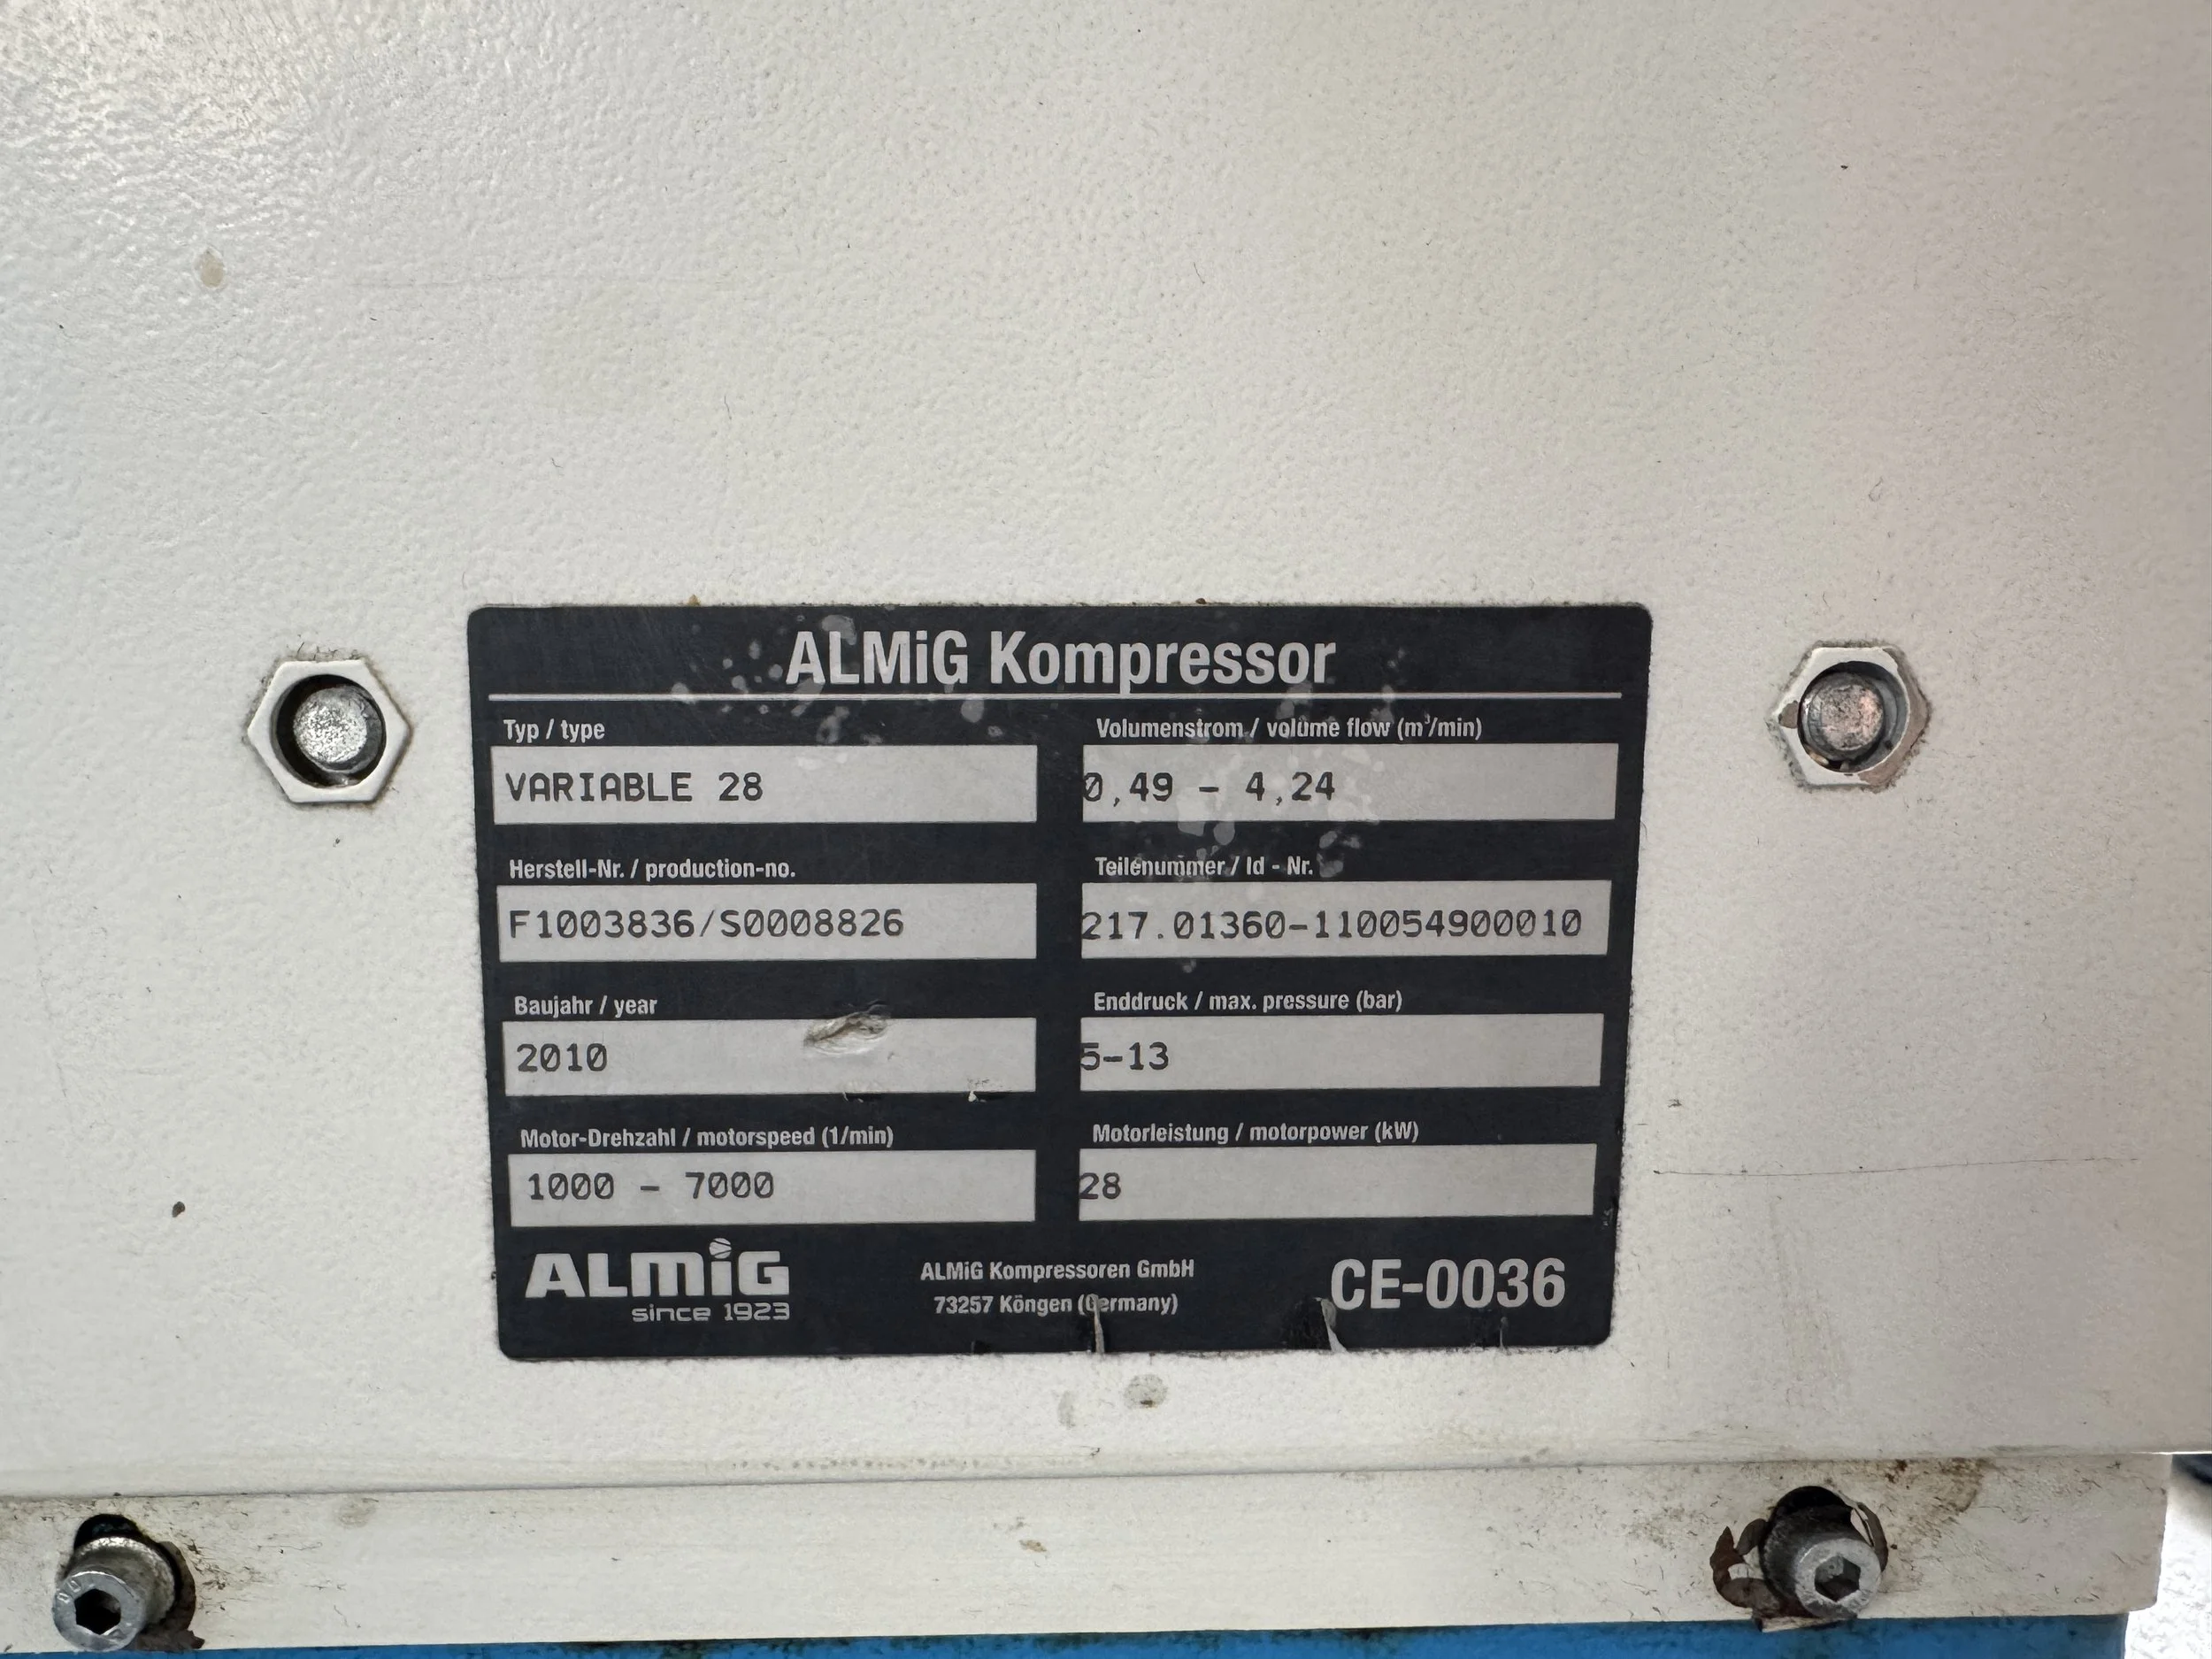 ALMiG Kompressor
Typ / type
VARIABLE 28
Volumenstrom / volume flow (m³/min)
0,49 - 4,24
Herstell-Nr. / production-no.
F1003836/S0008826
Teilenummer / Id - Nr.
217.01360-110054900010
Baujahr / year
2010
Enddruck / max. pressure (bar)
5-13
Motor-Drehzahl / motorspeed (1/min)
1000 - 7000
Motorleistung / motorpower (kW)
28
ALMiG
since 1923
ALMiG Kompressoren GmbH
73257 Köngen (Germany)
CE-0036